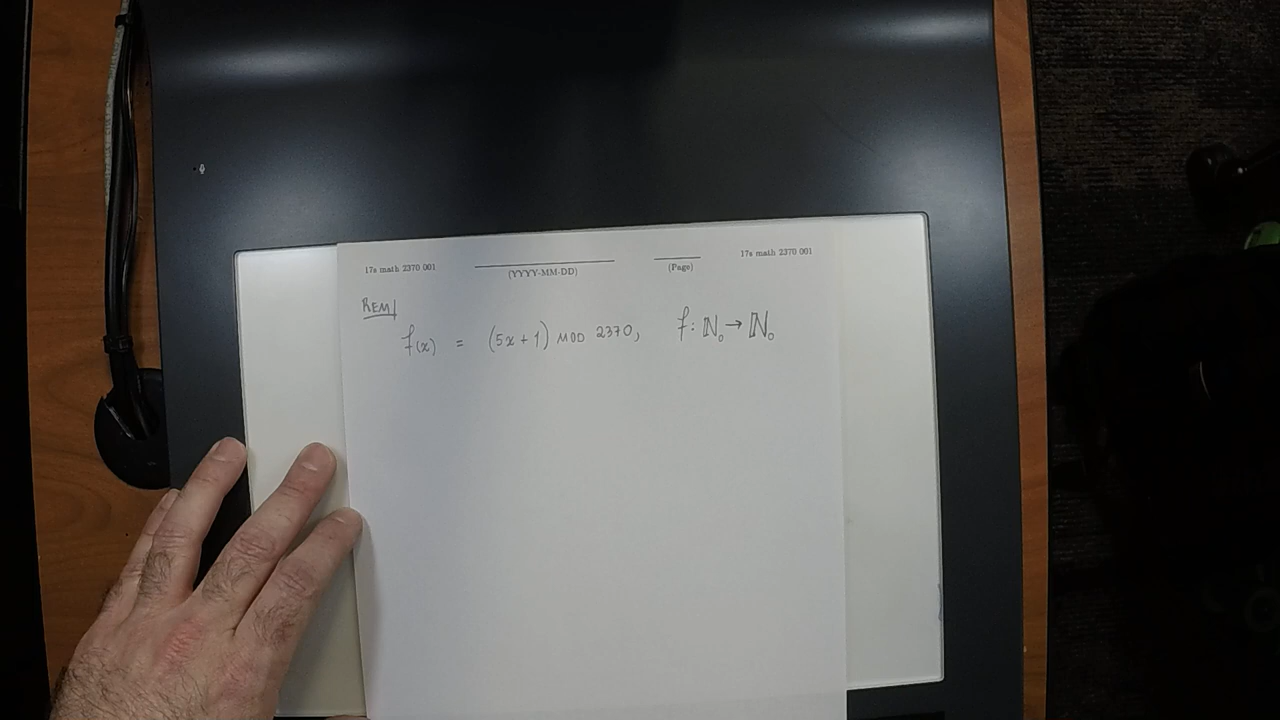 17s math 2370 001 (YYYY-MM-DD) (Page) 17s math 2370 001
REM
f(x) = (5x + 1) MOD 2370, f: ℕ₀ → ℕ₀